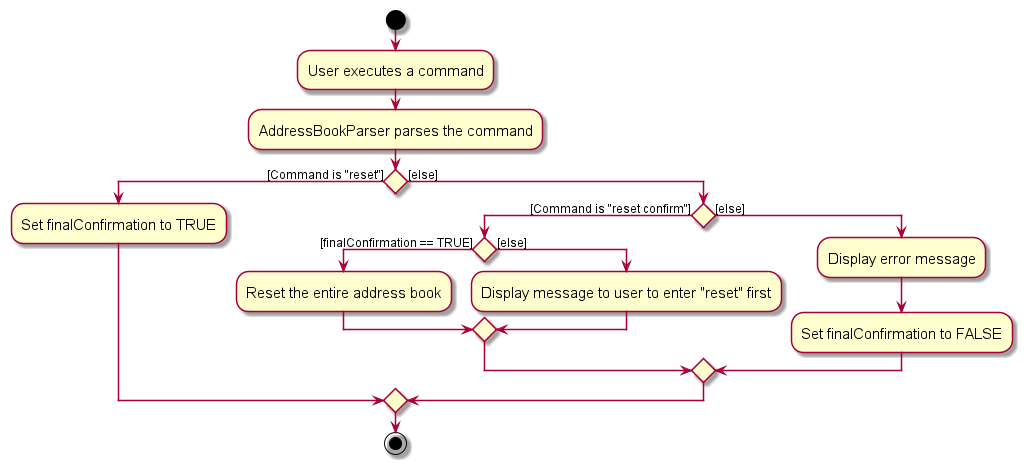 User executes a command
AddressBookParser parses the command
[Command is "reset"]
[else]
Set finalConfirmation to TRUE
[Command is "reset confirm"]
[else]
[finalConfirmation == TRUE]
[else]
Display error message
Reset the entire address book
Display message to user to enter "reset" first
Set finalConfirmation to FALSE